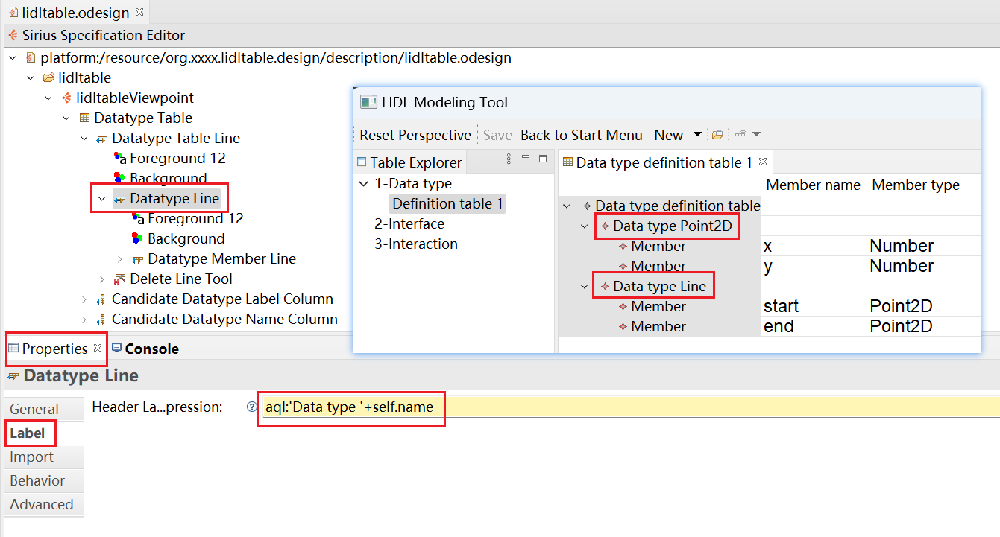 lidltable.odesign
Sirius Specification Editor
platform:/resource/org.xxxx.lidltable.design/description/lidltable.odesign
lidltable
lidltableViewpoint
Datatype Table
Datatype Table Line
Foreground 12
Background
Datatype Line
Foreground 12
Background
Datatype Member Line
Delete Line Tool
Candidate Datatype Label Column
Candidate Datatype Name Column
LIDL Modeling Tool
Reset Perspective Save Back to Start Menu New
Table Explorer
1-Data type
Definition table 1
2-Interface
3-Interaction
Data type definition table 1
Member name Member type
Data type definition table
Data type Point2D
Member x Number
Member y Number
Data type Line
Member start Point2D
Member end Point2D
Properties Console
Datatype Line
General
Label
Import
Behavior
Advanced
Header La...pression: aql:'Data type '+self.name